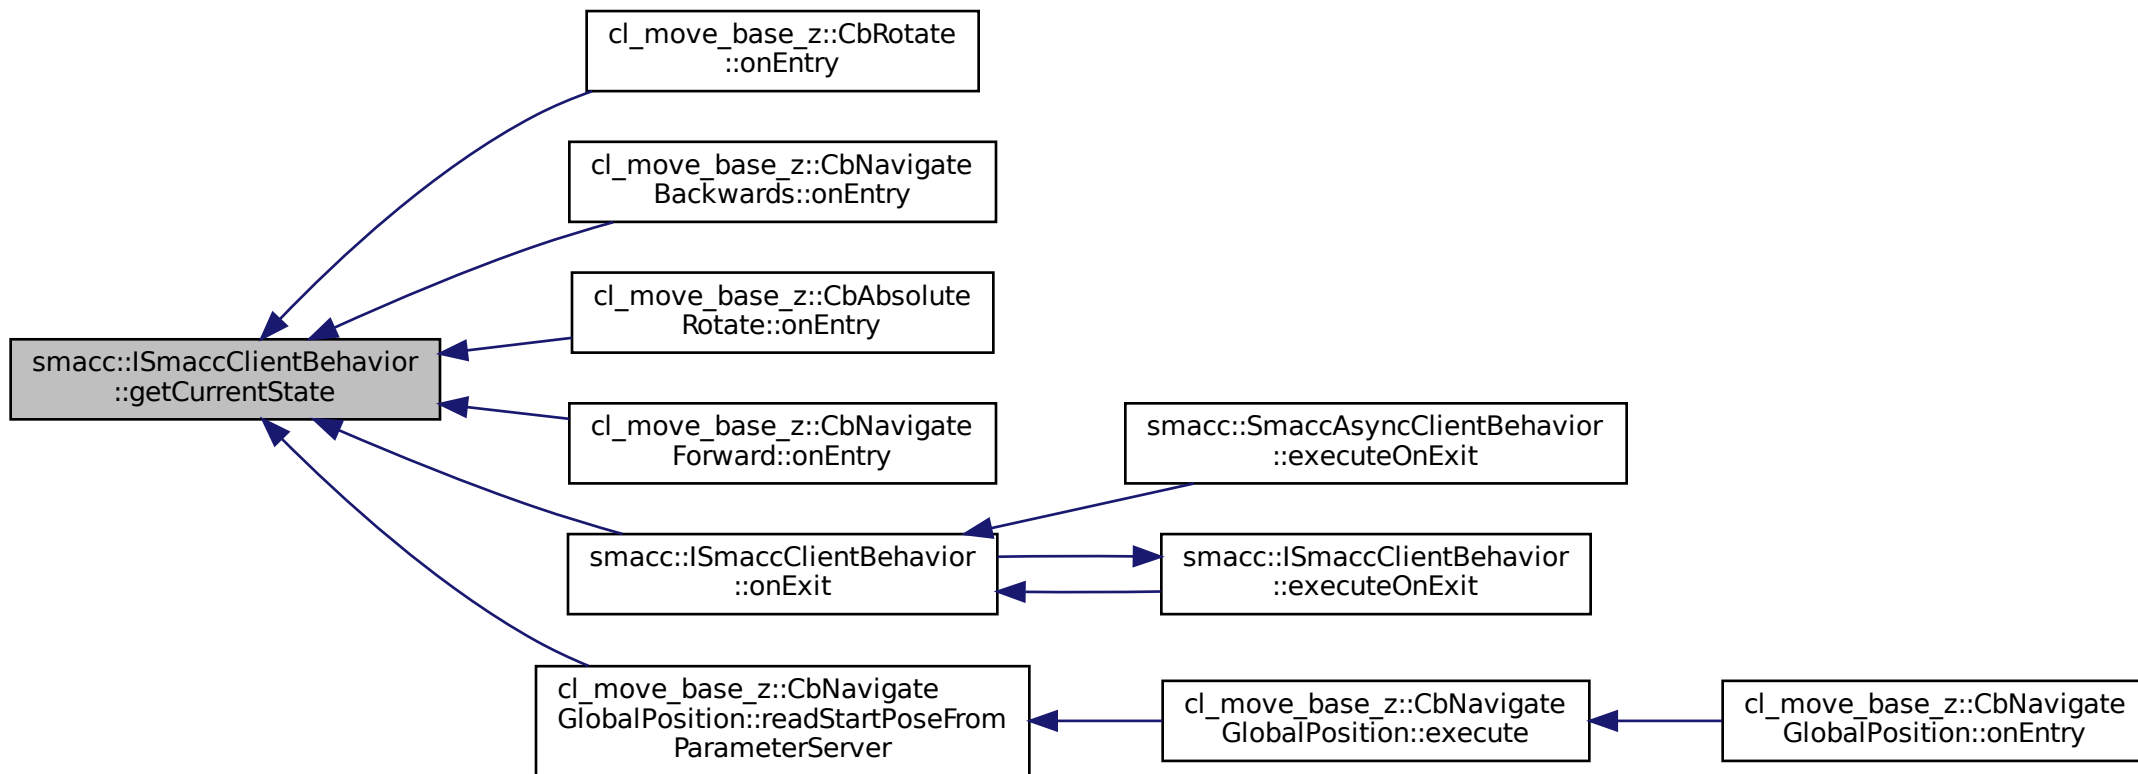 cl_move_base_z::CbRotate
::onEntry
cl_move_base_z::CbNavigate
Backwards::onEntry
cl_move_base_z::CbAbsolute
Rotate::onEntry
smacc::ISmaccClientBehavior
::getCurrentState
cl_move_base_z::CbNavigate
Forward::onEntry
smacc::SmaccAsyncClientBehavior
::executeOnExit
smacc::ISmaccClientBehavior
::onExit
smacc::ISmaccClientBehavior
::executeOnExit
cl_move_base_z::CbNavigate
GlobalPosition::readStartPoseFrom
ParameterServer
cl_move_base_z::CbNavigate
GlobalPosition::execute
cl_move_base_z::CbNavigate
GlobalPosition::onEntry